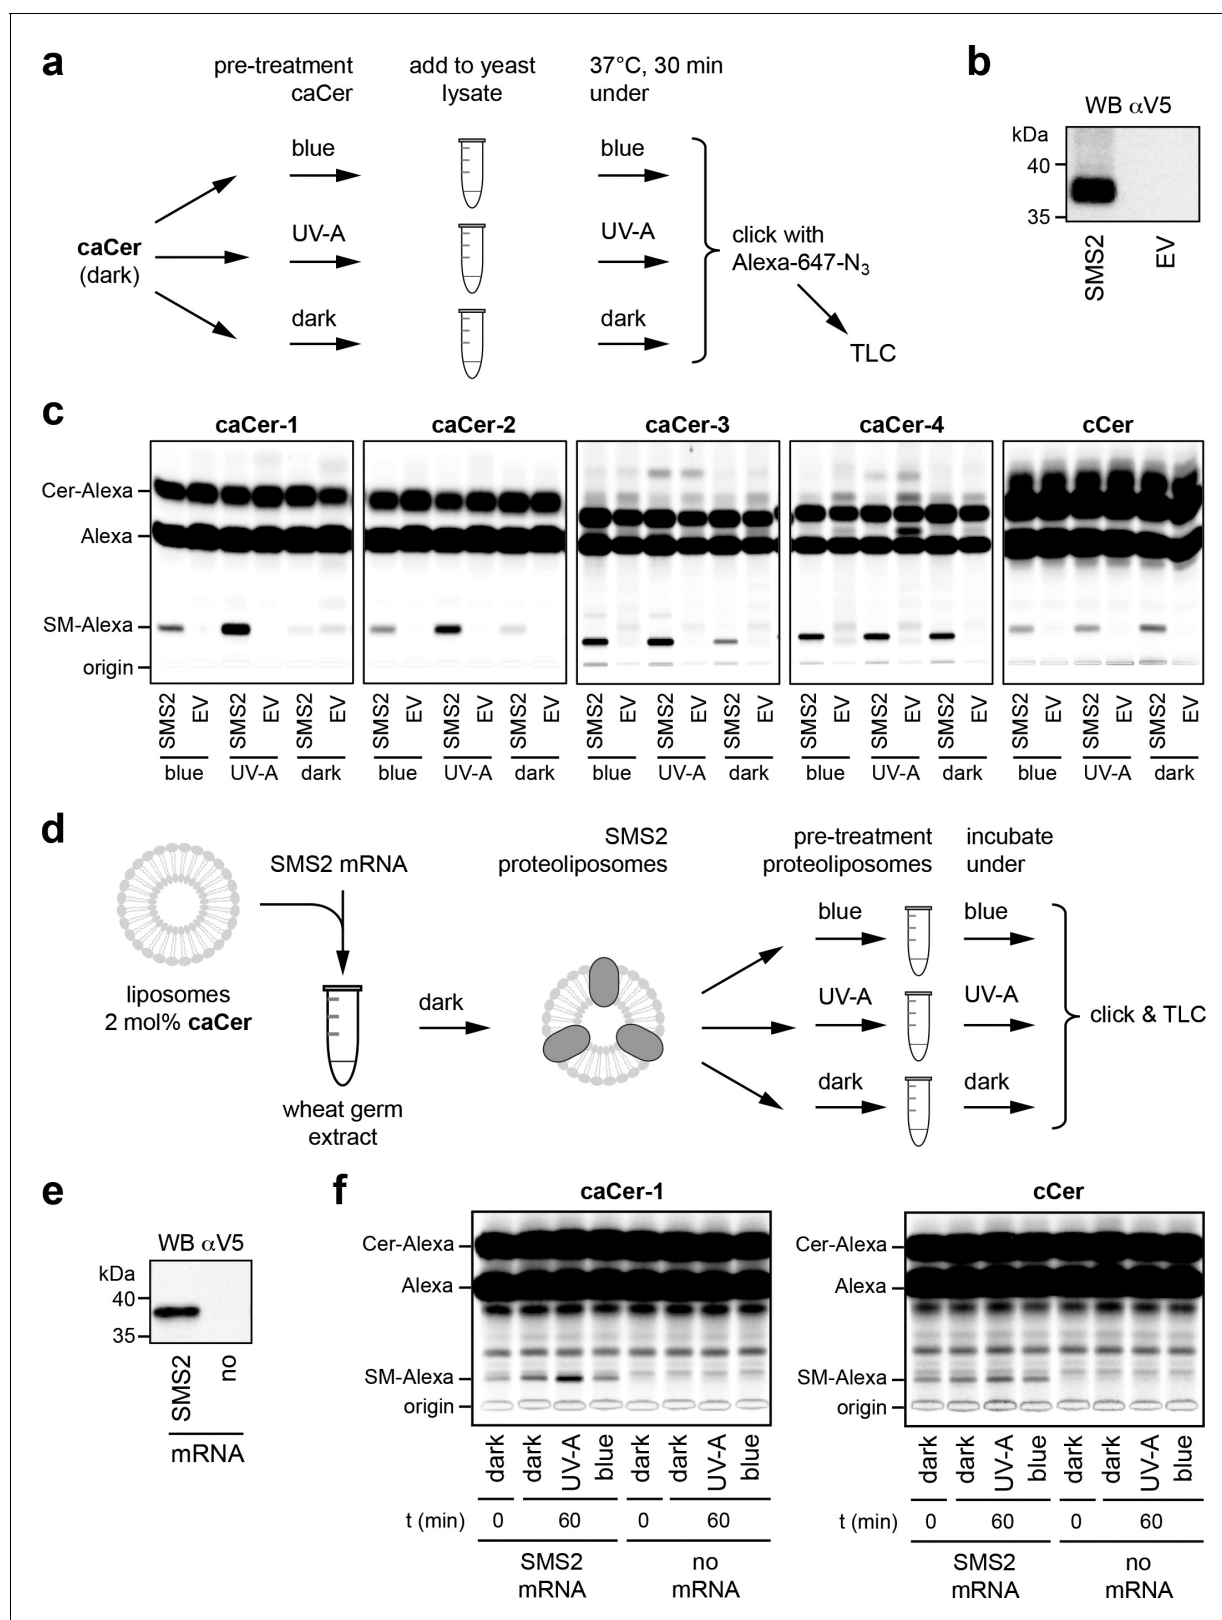 a
pre-treatment
caCer
add to yeast
lysate
37°C, 30 min
under
blue
blue
caCer
(dark)
UV-A
UV-A
click with
Alexa-647-N3
dark
dark
TLC
b
WB αV5
kDa
40
35
SMS2
EV
c
caCer-1
caCer-2
caCer-3
caCer-4
cCer
Cer-Alexa
Alexa
SM-Alexa
origin
SMS2 EV SMS2 EV SMS2 EV
blue UV-A dark
SMS2 EV SMS2 EV SMS2 EV
blue UV-A dark
SMS2 EV SMS2 EV SMS2 EV
blue UV-A dark
SMS2 EV SMS2 EV SMS2 EV
blue UV-A dark
SMS2 EV SMS2 EV SMS2 EV
blue UV-A dark
d
liposomes
2 mol% caCer
SMS2 mRNA
wheat germ
extract
dark
SMS2
proteoliposomes
pre-treatment
proteoliposomes
incubate
under
blue
blue
UV-A
UV-A
dark
dark
click & TLC
e
WB αV5
kDa
40
35
SMS2
no
mRNA
f
caCer-1
Cer-Alexa
Alexa
SM-Alexa
origin
dark dark UV-A blue dark dark UV-A blue
t (min) 0 60 0 60
SMS2
mRNA
no
mRNA
cCer
Cer-Alexa
Alexa
SM-Alexa
origin
dark dark UV-A blue dark dark UV-A blue
t (min) 0 60 0 60
SMS2
mRNA
no
mRNA